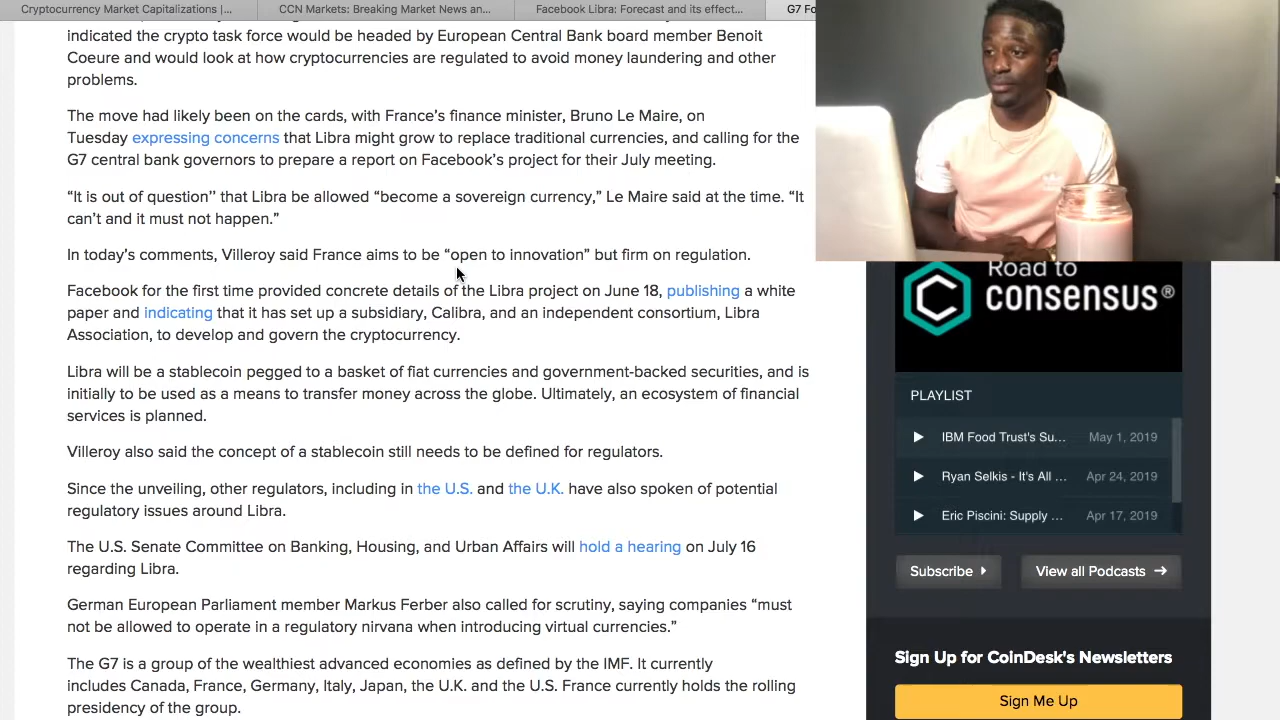 Cryptocurrency Market Capitalizations |...
CCN Markets: Breaking Market News an...
Facebook Libra: Forecast and its effect...
G7 Fo
indicated the crypto task force would be headed by European Central Bank board member Benoit
Coeure and would look at how cryptocurrencies are regulated to avoid money laundering and other
problems.
The move had likely been on the cards, with France’s finance minister, Bruno Le Maire, on
Tuesday expressing concerns that Libra might grow to replace traditional currencies, and calling for the
G7 central bank governors to prepare a report on Facebook’s project for their July meeting.
“It is out of question’’ that Libra be allowed “become a sovereign currency,” Le Maire said at the time. “It
can’t and it must not happen.”
In today’s comments, Villeroy said France aims to be “open to innovation” but firm on regulation.
Facebook for the first time provided concrete details of the Libra project on June 18, publishing a white
paper and indicating that it has set up a subsidiary, Calibra, and an independent consortium, Libra
Association, to develop and govern the cryptocurrency.
Libra will be a stablecoin pegged to a basket of fiat currencies and government-backed securities, and is
initially to be used as a means to transfer money across the globe. Ultimately, an ecosystem of financial
services is planned.
Villeroy also said the concept of a stablecoin still needs to be defined for regulators.
Since the unveiling, other regulators, including in the U.S. and the U.K. have also spoken of potential
regulatory issues around Libra.
The U.S. Senate Committee on Banking, Housing, and Urban Affairs will hold a hearing on July 16
regarding Libra.
German European Parliament member Markus Ferber also called for scrutiny, saying companies “must
not be allowed to operate in a regulatory nirvana when introducing virtual currencies.”
The G7 is a group of the wealthiest advanced economies as defined by the IMF. It currently
includes Canada, France, Germany, Italy, Japan, the U.K. and the U.S. France currently holds the rolling
presidency of the group.
Road to
consensus®
PLAYLIST
IBM Food Trust's Su... May 1, 2019
Ryan Selkis - It's All ... Apr 24, 2019
Eric Piscini: Supply ... Apr 17, 2019
Subscribe
View all Podcasts →
Sign Up for CoinDesk's Newsletters
Sign Me Up